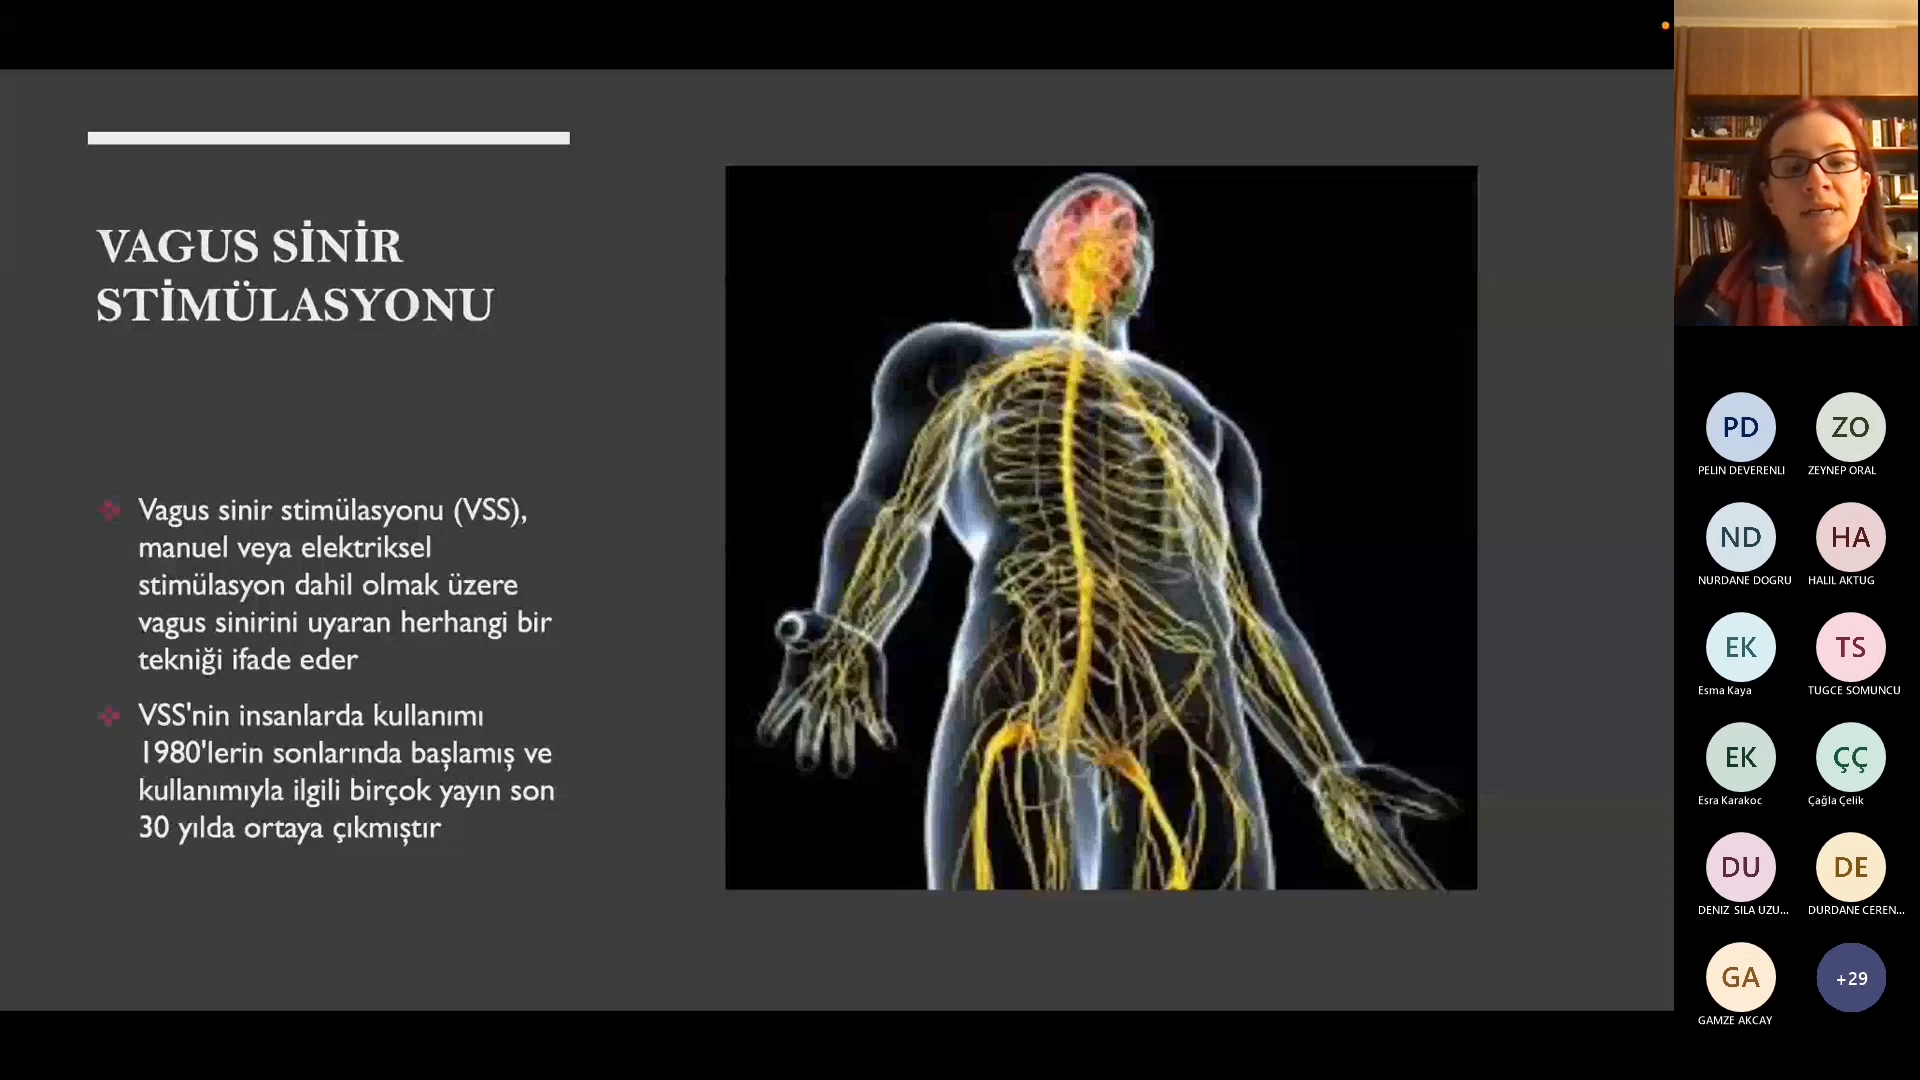 VAGUS SİNİR
STİMÜLASYONU
Vagus sinir stimülasyonu (VSS),
manuel veya elektriksel
stimülasyon dahil olmak üzere
vagus sinirini uyaran herhangi bir
tekniği ifade eder
VSS'nin insanlarda kullanımı
1980'lerin sonlarında başlamış ve
kullanımıyla ilgili birçok yayın son
30 yılda ortaya çıkmıştır
PD
ZO
PELIN DEVERENLI
ZEYNEP ORAL
ND
HA
NURDANE DOGRU
HALIL AKTUG
EK
TS
Esma Kaya
TUGCE SOMUNCU
EK
ÇÇ
Esra Karakoc
Çağla Çelik
DU
DE
DENIZ SILA UZU...
DURDANE CEREN...
GA
+29
GAMZE AKCAY